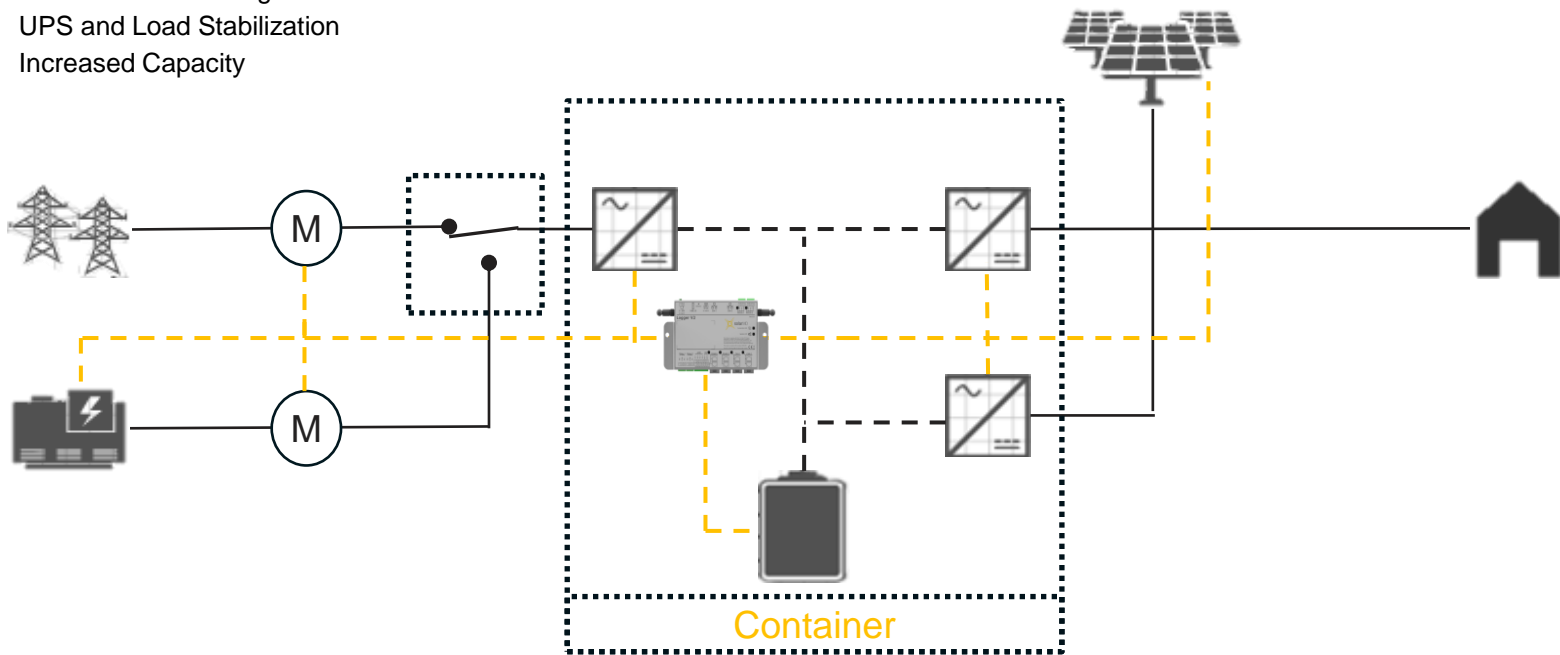 UPS and Load Stabilization
Increased Capacity
M
M
Container